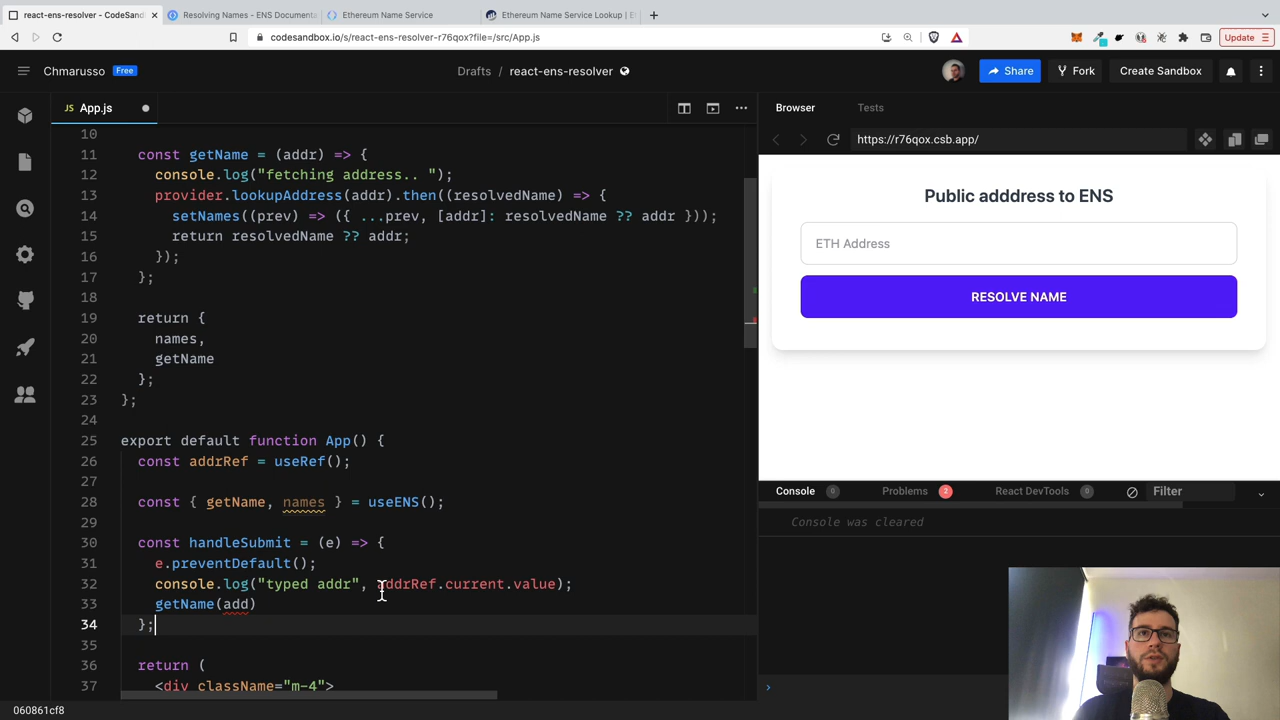 react-ens-resolver - CodeSand
Resolving Names - ENS Documenta
Ethereum Name Service
Ethereum Name Service Lookup | E
codesandbox.io/s/react-ens-resolver-r76qox?file=/src/App.js
Update
Chmarusso
Free
Drafts / react-ens-resolver
Share
Fork
Create Sandbox
JS App.js
10
11 const getName = (addr) => {
12 console.log("fetching address.. ");
13 provider.lookupAddress(addr).then((resolvedName) => {
14 setNames((prev) => ({ ...prev, [addr]: resolvedName ?? addr }));
15 return resolvedName ?? addr;
16 });
17 };
18
19 return {
20 names,
21 getName
22 };
23 };
24
25 export default function App() {
26 const addrRef = useRef();
27
28 const { getName, names } = useENS();
29
30 const handleSubmit = (e) => {
31 e.preventDefault();
32 console.log("typed addr", addrRef.current.value);
33 getName(add)
34 };
35
36 return (
37 <div className="m-4">
060861cf8
Browser
Tests
https://r76qox.csb.app/
Public adddress to ENS
ETH Address
RESOLVE NAME
Console 0
Problems 2
React DevTools 0
Filter
Console was cleared